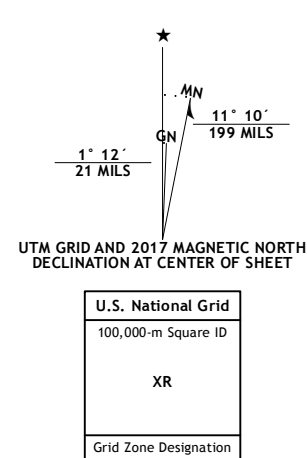 ★
MN
11° 10´
199 MILS
GN
1° 12´
21 MILS
UTM GRID AND 2017 MAGNETIC NORTH
DECLINATION AT CENTER OF SHEET
U.S. National Grid
100,000-m Square ID
XR
Grid Zone Designation